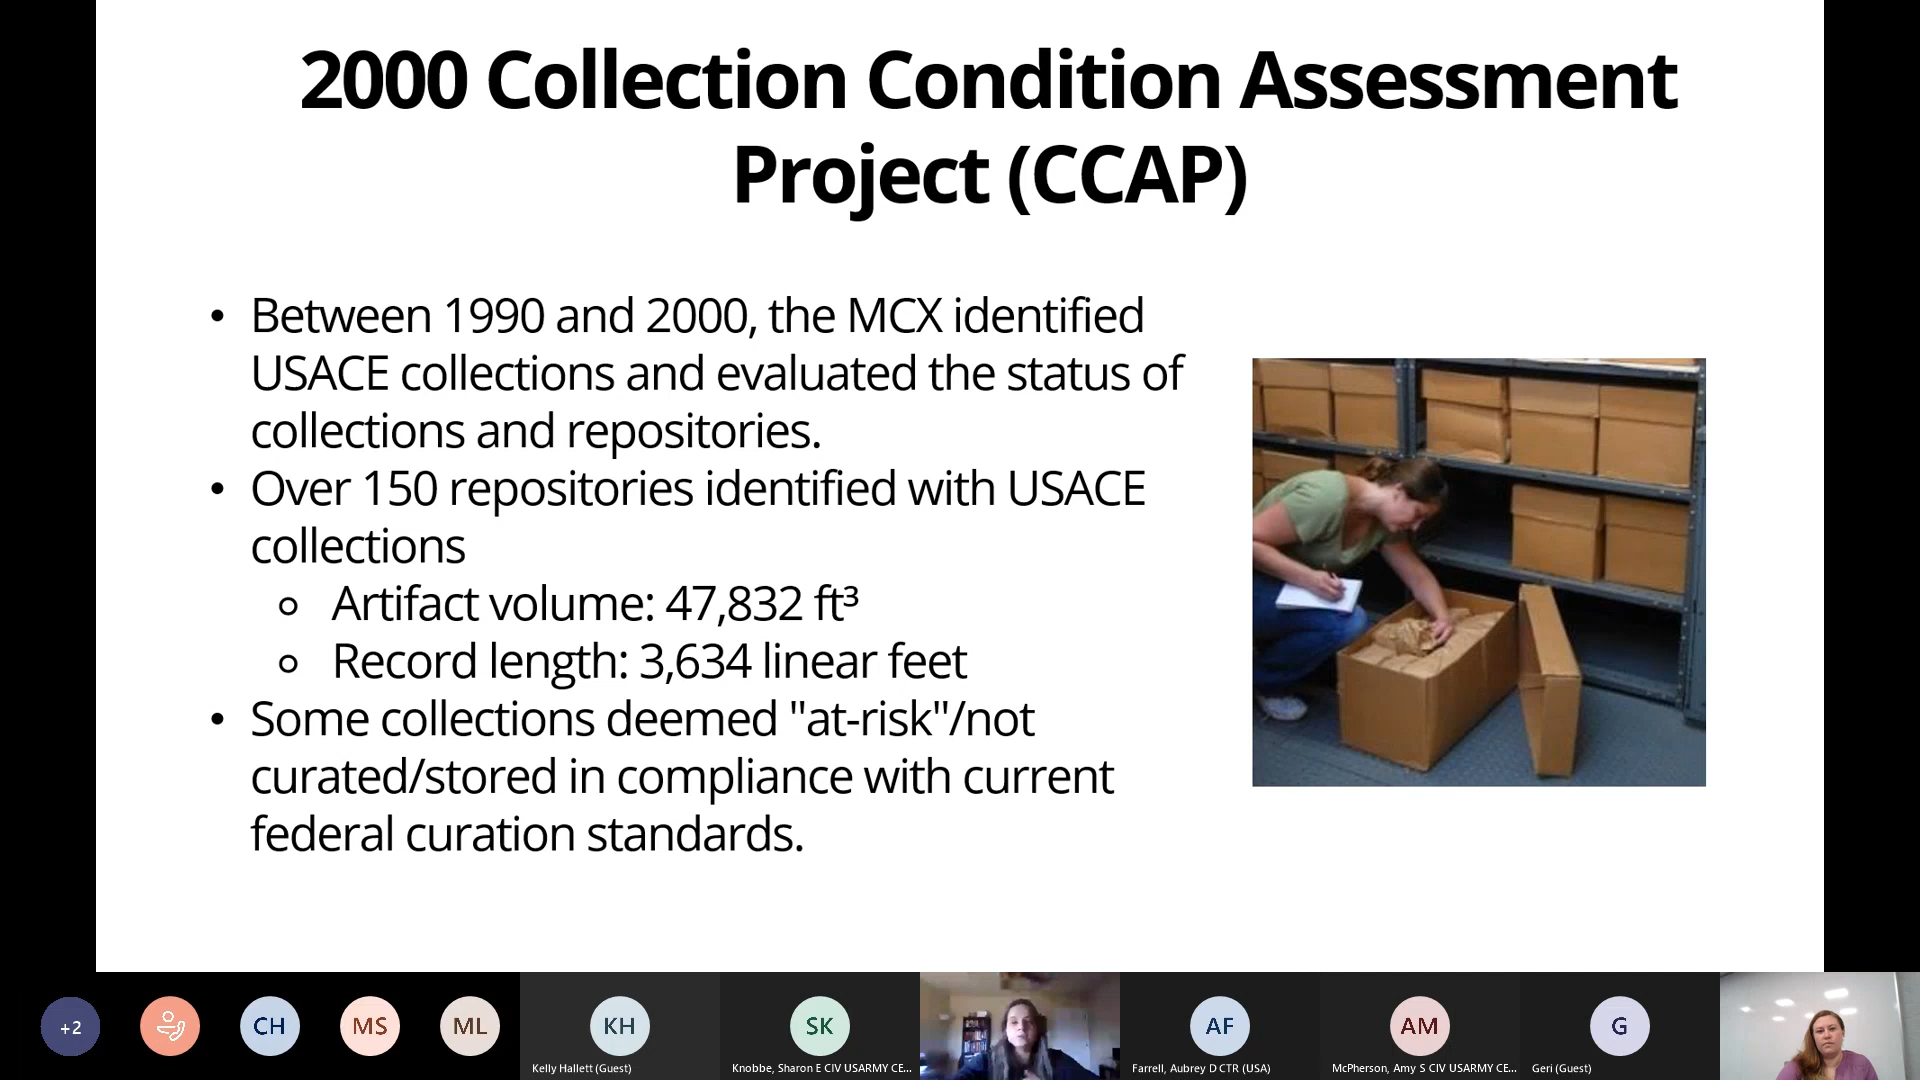 2000 Collection Condition Assessment
Project (CCAP)
• Between 1990 and 2000, the MCX identified
USACE collections and evaluated the status of
collections and repositories.
• Over 150 repositories identified with USACE
collections
○ Artifact volume: 47,832 ft³
○ Record length: 3,634 linear feet
• Some collections deemed "at-risk"/not
curated/stored in compliance with current
federal curation standards.
+2
CH
MS
ML
KH
SK
AF
AM
G
Kelly Hallett (Guest)
Knobbe, Sharon E CIV USARMY CE...
Farrell, Aubrey D CTR (USA)
McPherson, Amy S CIV USARMY CE...
Geri (Guest)